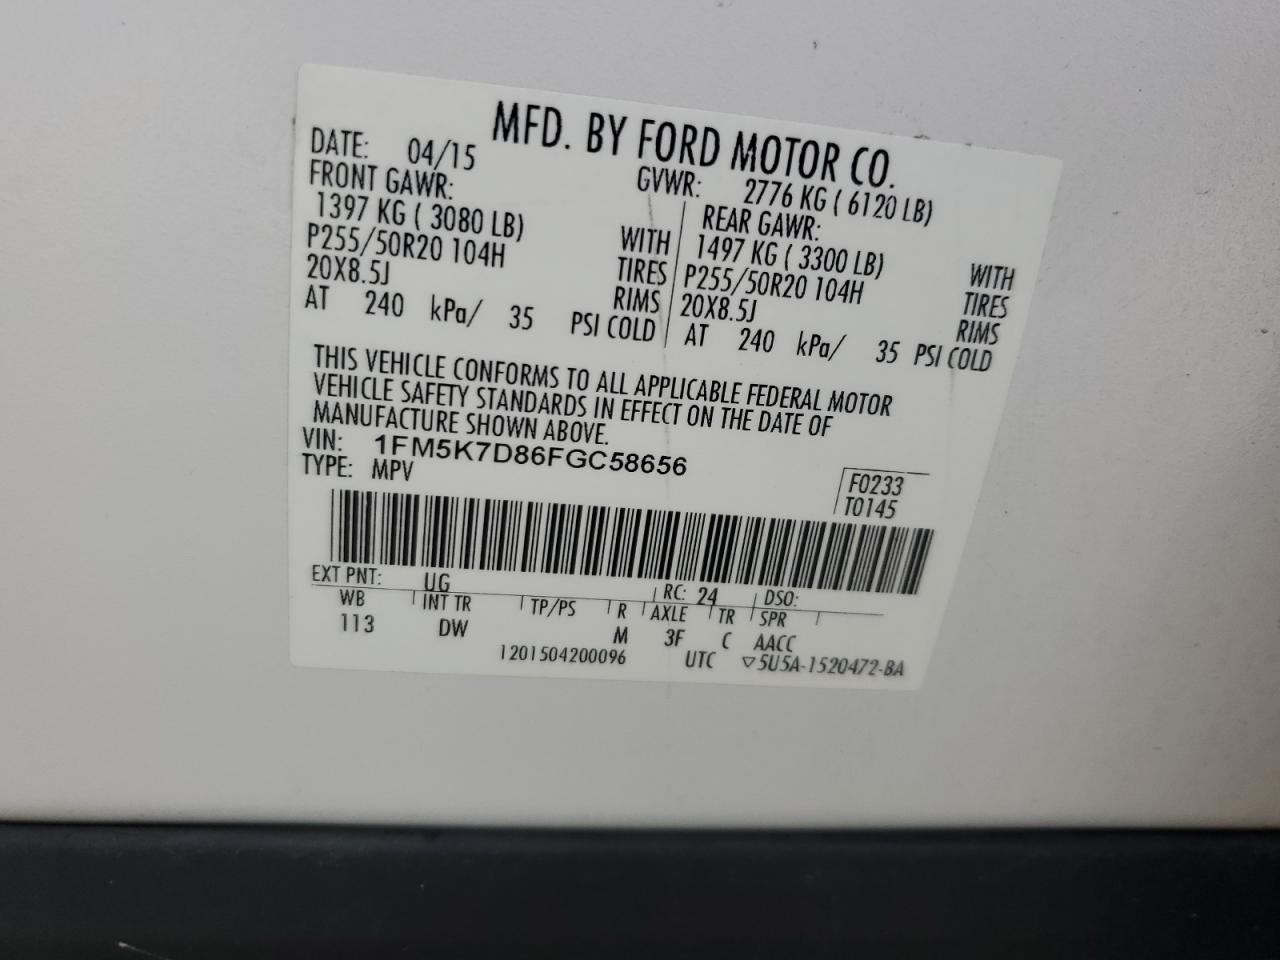 MFD. BY FORD MOTOR CO.
DATE: 04/15 GVWR: 2776 KG ( 6120 LB)
FRONT GAWR: REAR GAWR:
1397 KG ( 3080 LB) WITH 1497 KG ( 3300 LB) WITH
P255/50R20 104H TIRES P255/50R20 104H TIRES
20X8.5J RIMS 20X8.5J RIMS
AT 240 kPa/ 35 PSI COLD AT 240 kPa/ 35 PSI COLD
THIS VEHICLE CONFORMS TO ALL APPLICABLE FEDERAL MOTOR
VEHICLE SAFETY STANDARDS IN EFFECT ON THE DATE OF
MANUFACTURE SHOWN ABOVE.
VIN: 1FM5K7D86FGC58656
TYPE: MPV
F0233
T0145
EXT PNT: UG RC: 24 DSO:
WB INT TR TP/PS R AXLE TR SPR
113 DW M 3F C AACC
1201504200096 UTC ▽5U5A-1520472-BA